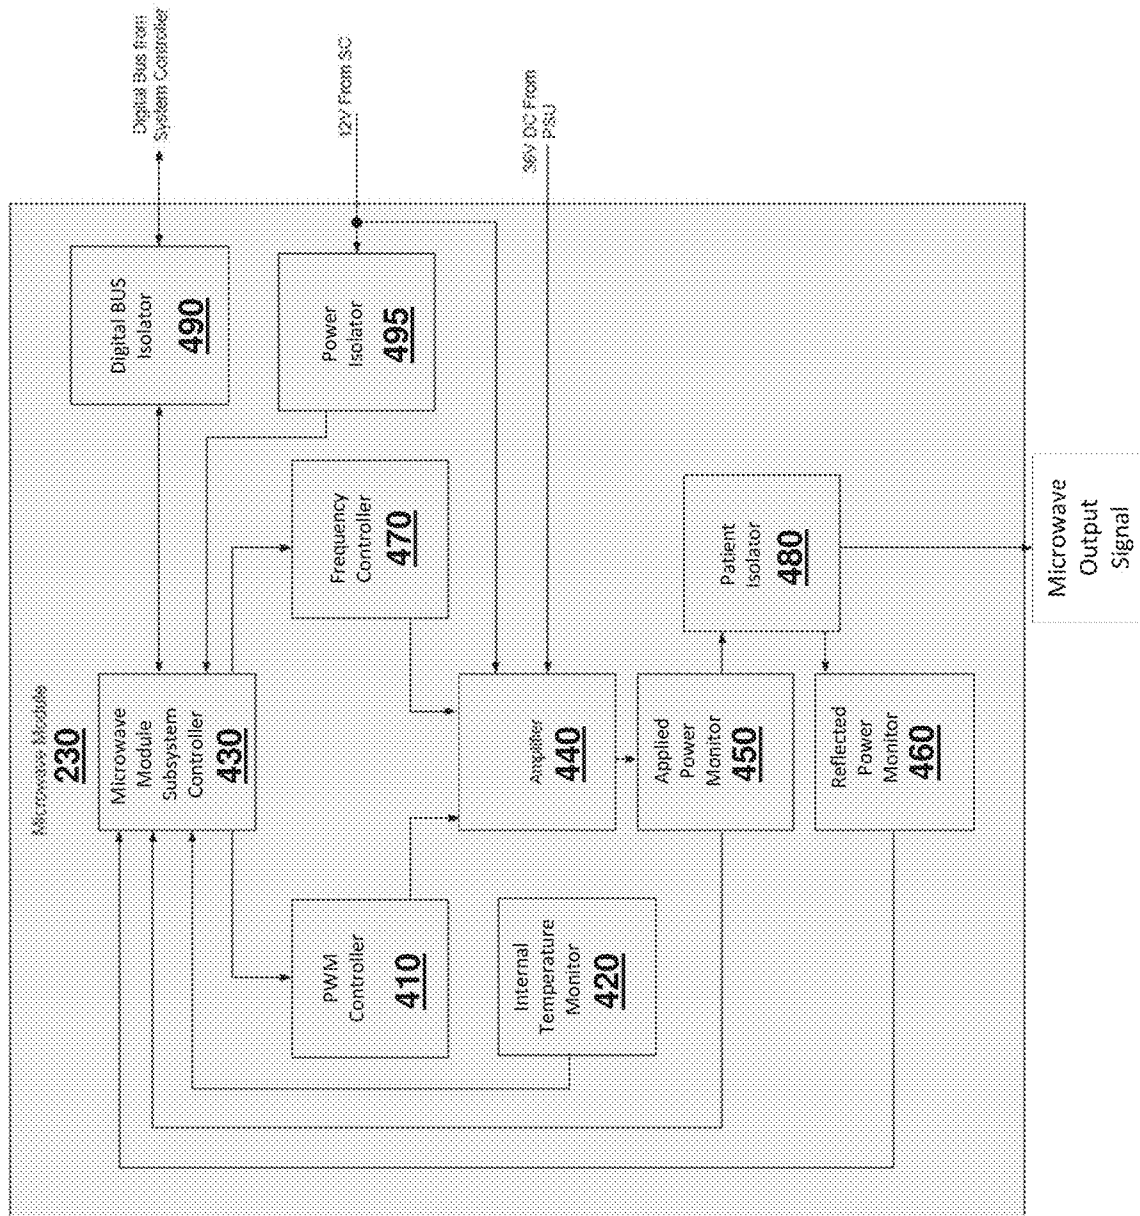 Microwave Module
230
Digital Bus from
System Controller
12V From SC
36V DC From
PSU
Microwave
Module
Subsystem
Controller
430
Digital BUS
Isolator
490
Power
Isolator
495
Frequency
Controller
470
PWM
Controller
410
Internal
Temperature
Monitor
420
Amplifier
440
Applied
Power
Monitor
450
Reflected
Power
Monitor
460
Patient
Isolator
480
Microwave
Output
Signal